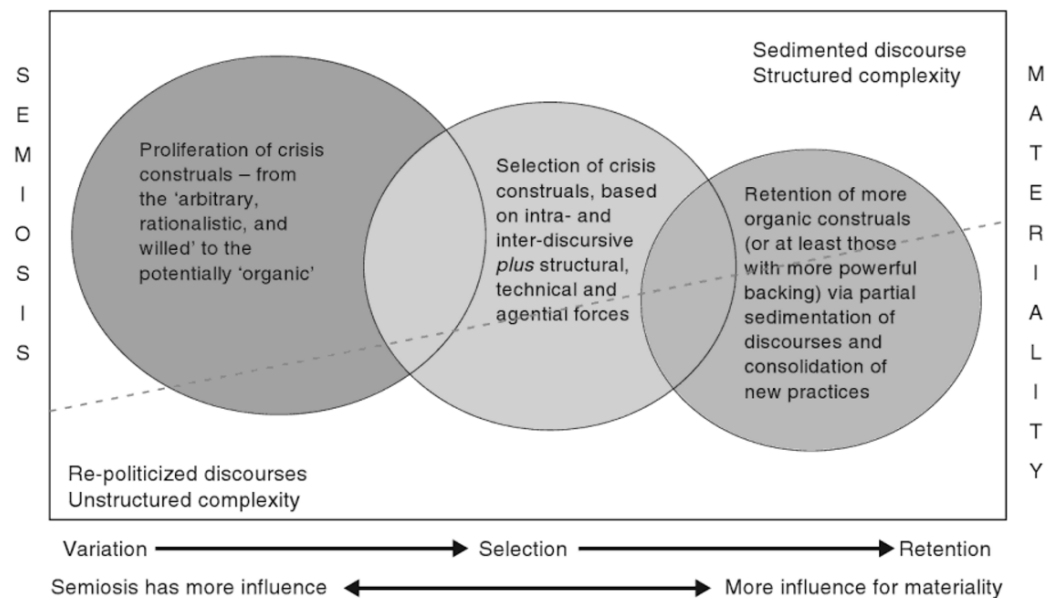 SEMIOSIS
Sedimented discourse
Structured complexity
MATERIALITY
Proliferation of crisis
construals – from
the ‘arbitrary,
rationalistic, and
willed’ to the
potentially ‘organic’
Selection of crisis
construals, based
on intra- and
inter-discursive
plus structural,
technical and
agential forces
Retention of more
organic construals
(or at least those
with more powerful
backing) via partial
sedimentation of
discourses and
consolidation of
new practices
Re-politicized discourses
Unstructured complexity
Variation Selection Retention
Semiosis has more influence More influence for materiality